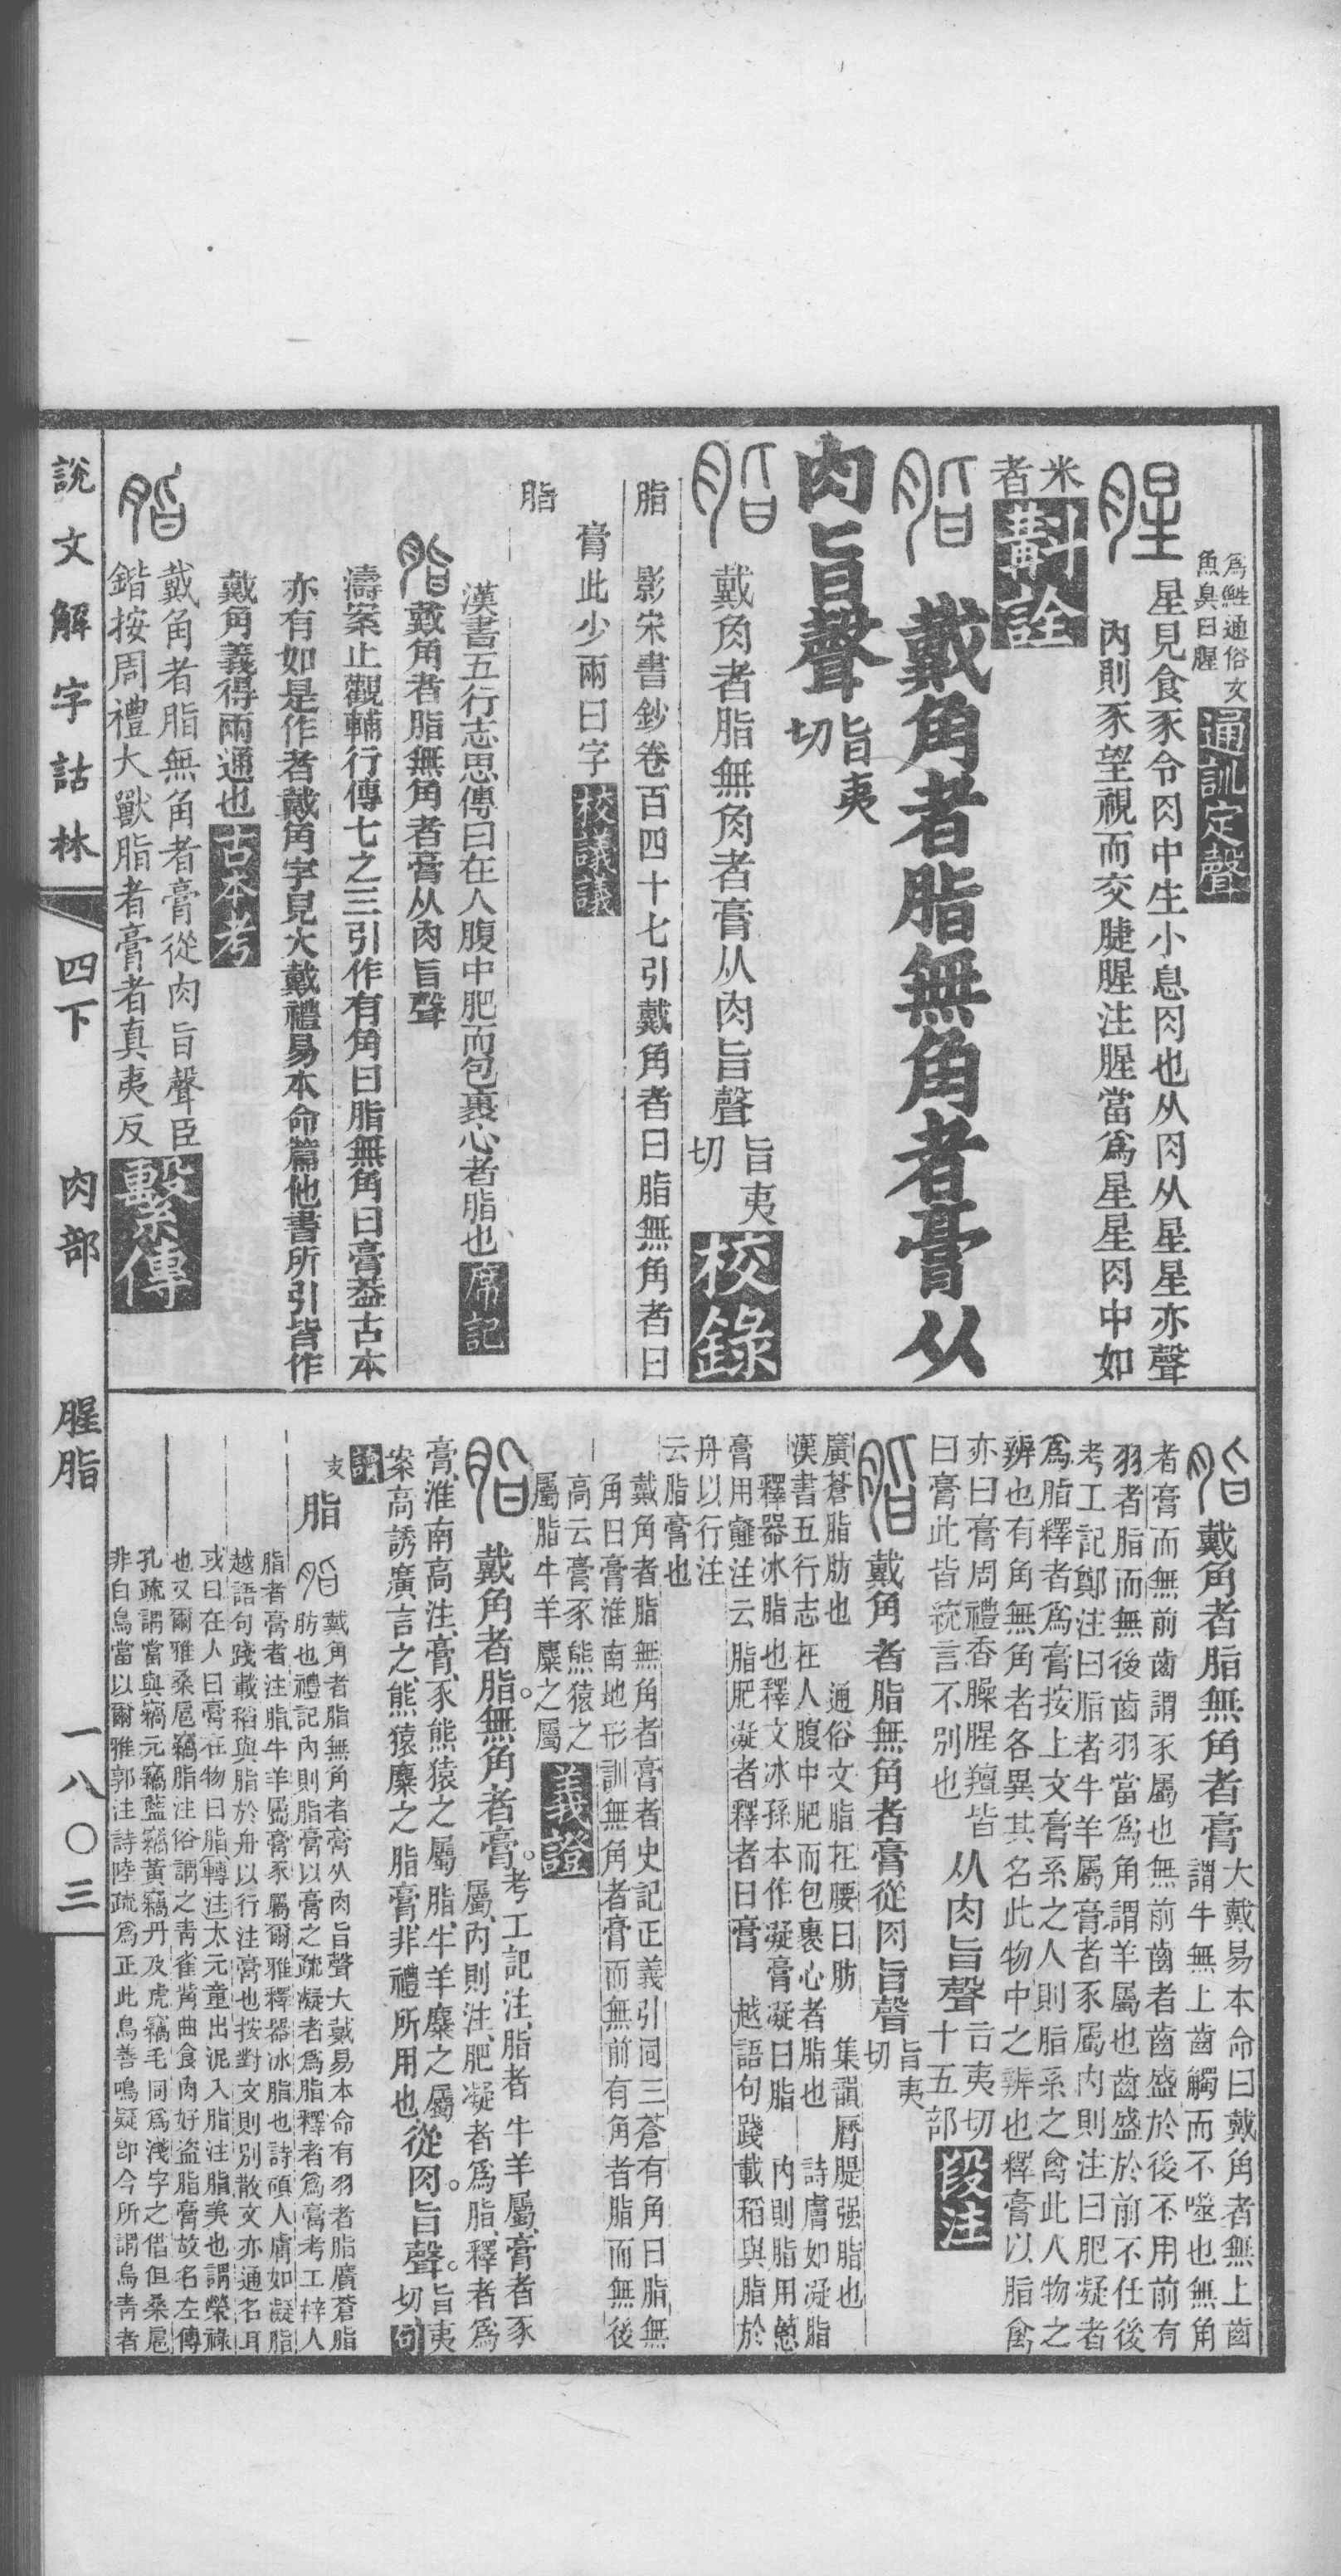 爲鮏通俗文
魚臭曰腥
通訓定聲
腥
星見食豕令肉中生小息肉也从肉从星星亦聲
內則豕望視而交睫腥注腥當爲星星肉中如
米
者
斠詮
脂 戴角者脂無角者膏从
肉旨聲
旨夷
切
脂
戴角者脂無角者膏从肉旨聲
旨夷
切
校錄
脂 影宋書鈔卷百四十七引戴角者曰脂無角者曰
膏此少兩曰字
校議議
脂
漢書五行志思傳曰在人腹中肥而包裹心者脂也
席記
脂
戴角者脂無角者膏从肉旨聲
濤案止觀輔行傳七之三引作有角曰脂無角曰膏葢古本
亦有如是作者戴角字見大戴禮易本命篇他書所引皆作
戴角義得兩通也
古本考
脂
戴角者脂無角者膏從肉旨聲臣
鍇按周禮大獸脂者膏者真夷反
繫傳
脂
戴角者脂無角者膏
大戴易本命曰戴角者無上齒
謂牛無上齒觸而不噬也無角
者膏而無前齒謂豕屬也無前齒者齒盛於後不用前有
羽者脂而無後齒羽當爲角謂羊屬也齒盛於前不任後
考工記鄭注曰脂者牛羊屬膏者豕屬內則注曰肥凝者
爲脂釋者爲膏按上文膏系之人則脂系之禽此人物之
辨也有角無角者各異其名此物中之辨也釋膏以脂禽
亦曰膏周禮香臊腥羶皆
曰膏此皆統言不別也
从肉旨聲
旨夷切
十五部
段注
脂
戴角者脂無角者膏從肉旨聲
旨夷
切
廣蒼脂肪也 通俗文脂在腰曰肪 集韻㬏䐎强脂也
漢書五行志在人腹中肥而包裹心者脂也 詩膚如凝脂
釋器冰脂也釋文冰孫本作凝膏凝曰脂 內則脂用蔥
膏用薤注云脂肥凝者釋者曰膏 越語句踐載稻與脂於
舟以行注
云脂膏也
戴角者脂無角者膏者史記正義引同三蒼有角曰脂無
角曰膏淮南地形訓無角者膏而無前有角者脂而無後
高云膏豕熊猿之
屬脂牛羊麋之屬
義證
脂
戴角者脂。無角者膏。
考工記注、脂者牛羊屬、膏者豕
屬、內則注、肥凝者爲脂、釋者爲
膏、淮南高注、膏、豕熊猿之屬脂、牛羊麋之屬、
案高誘廣言之、熊猿麋之脂膏、非禮所用也、
從肉。旨聲。
旨夷
切
句讀
脂
支
脂
戴角者脂無角者膏从肉旨聲大戴易本命有羽者脂廣蒼脂
肪也禮記內則脂膏以膏之疏凝者爲脂釋者爲膏考工梓人
脂者膏者注脂牛羊屬膏豕屬爾雅釋器冰脂也詩碩人膚如凝脂
越語句踐載稻與脂於舟以行注膏也按對文則別散文亦通名耳
或曰在人曰膏在物曰脂轉注太元童出泥入脂注脂美也謂榮祿
也又爾雅桑扈竊脂注俗謂之靑雀觜曲食肉好盜脂膏故名左傳
孔疏謂當與竊元竊藍竊黃竊丹及虎竊毛同爲淺字之借但桑扈
非白鳥當以爾雅郭注詩陸疏爲正此鳥善鳴疑卽今所謂鳥靑者
說文解字詁林
四下
肉部
腥脂
一八〇三